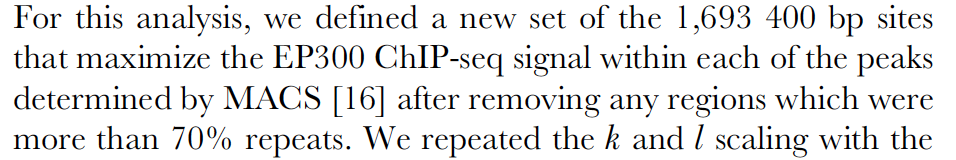 For this analysis, we defined a new set of the 1,693 400 bp sites
that maximize the EP300 ChIP-seq signal within each of the peaks
determined by MACS [16] after removing any regions which were
more than 70% repeats. We repeated the k and l scaling with the